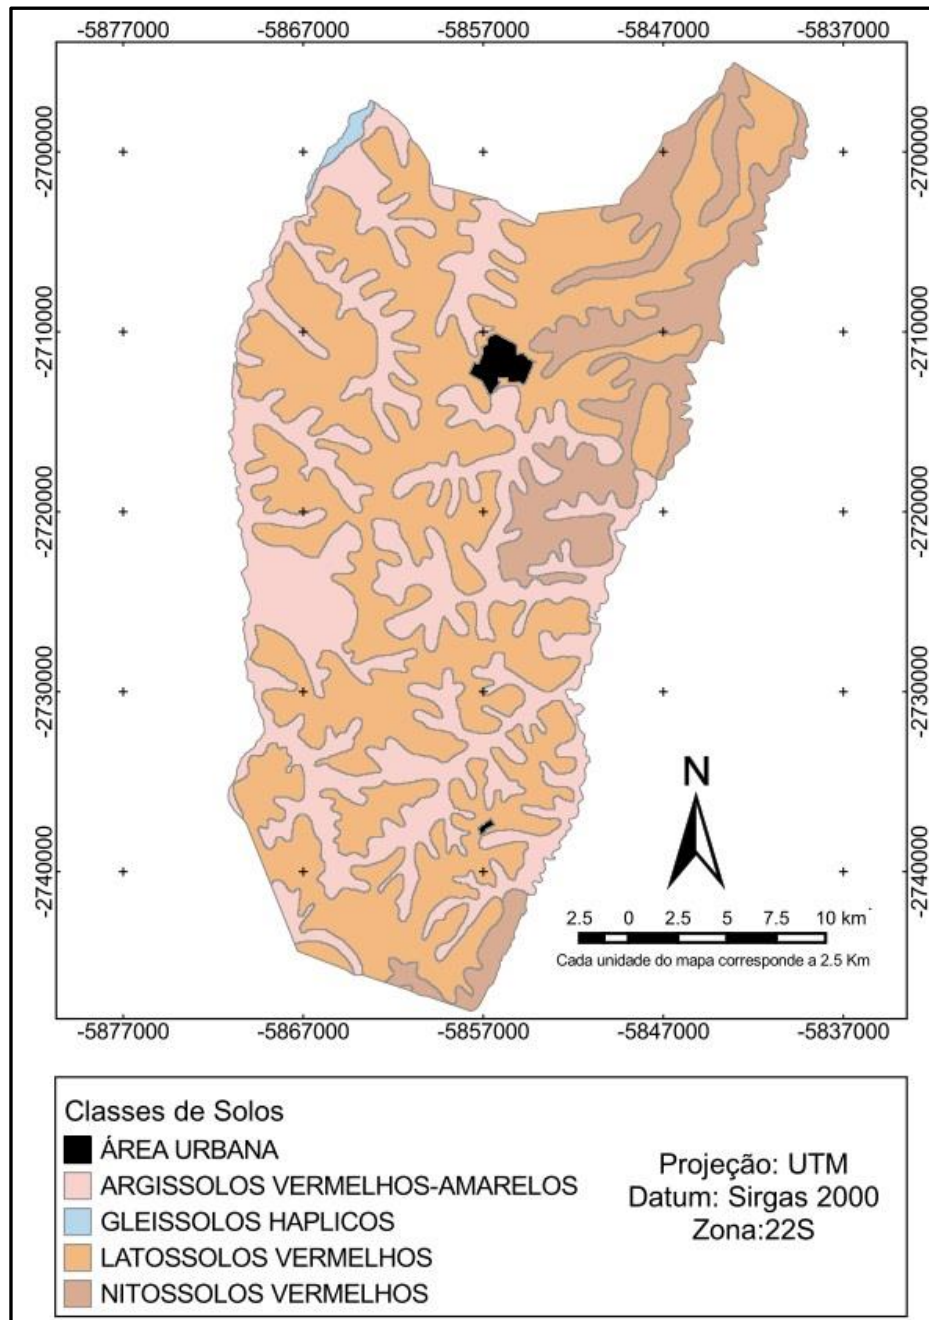 -5877000 -5867000 -5857000 -5847000 -5837000
-2700000 -2700000
-2710000 -2710000
-2720000 -2720000
-2730000 -2730000
-2740000 -2740000
N
2.5 0 2.5 5 7.5 10 km
Cada unidade do mapa corresponde a 2.5 Km
-5877000 -5867000 -5857000 -5847000 -5837000
Classes de Solos
ÁREA URBANA
ARGISSOLOS VERMELHOS-AMARELOS
GLEISSOLOS HAPLICOS
LATOSSOLOS VERMELHOS
NITOSSOLOS VERMELHOS
Projeção: UTM
Datum: Sirgas 2000
Zona:22S